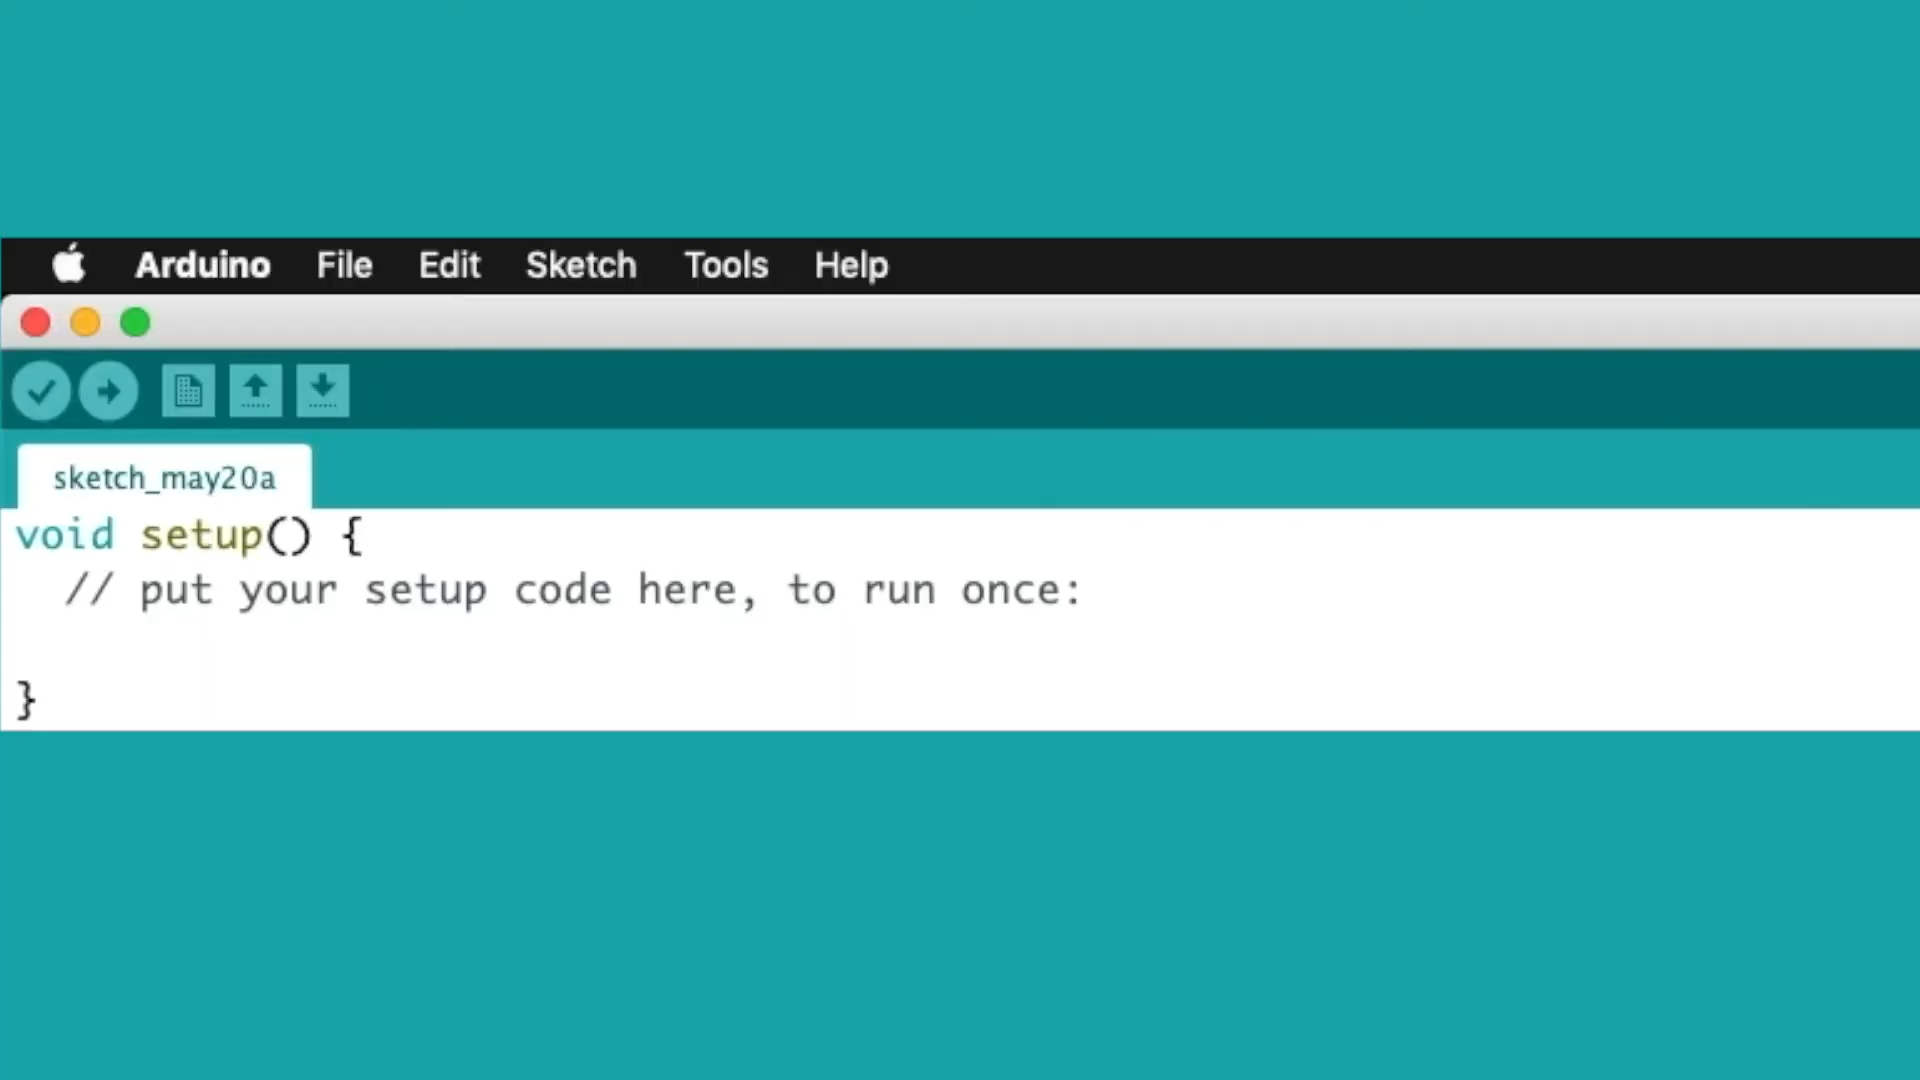 Arduino File Edit Sketch Tools Help
sketch_may20a
void setup() {
  // put your setup code here, to run once:
}